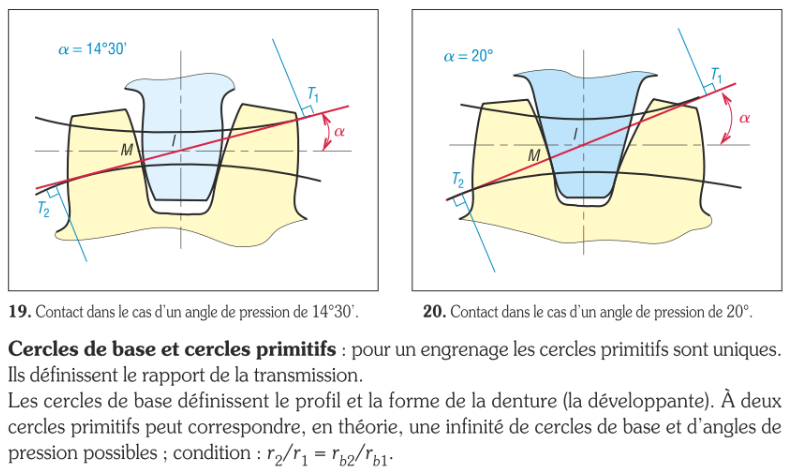 α = 14°30'
T1
α
M
I
T2
α = 20°
T1
α
I
M
T2
19. Contact dans le cas d'un angle de pression de 14°30'.
20. Contact dans le cas d'un angle de pression de 20°.
Cercles de base et cercles primitifs : pour un engrenage les cercles primitifs sont uniques.
Ils définissent le rapport de la transmission.
Les cercles de base définissent le profil et la forme de la denture (la développante). À deux
cercles primitifs peut correspondre, en théorie, une infinité de cercles de base et d'angles de
pression possibles ; condition : r2/r1 = rb2/rb1.